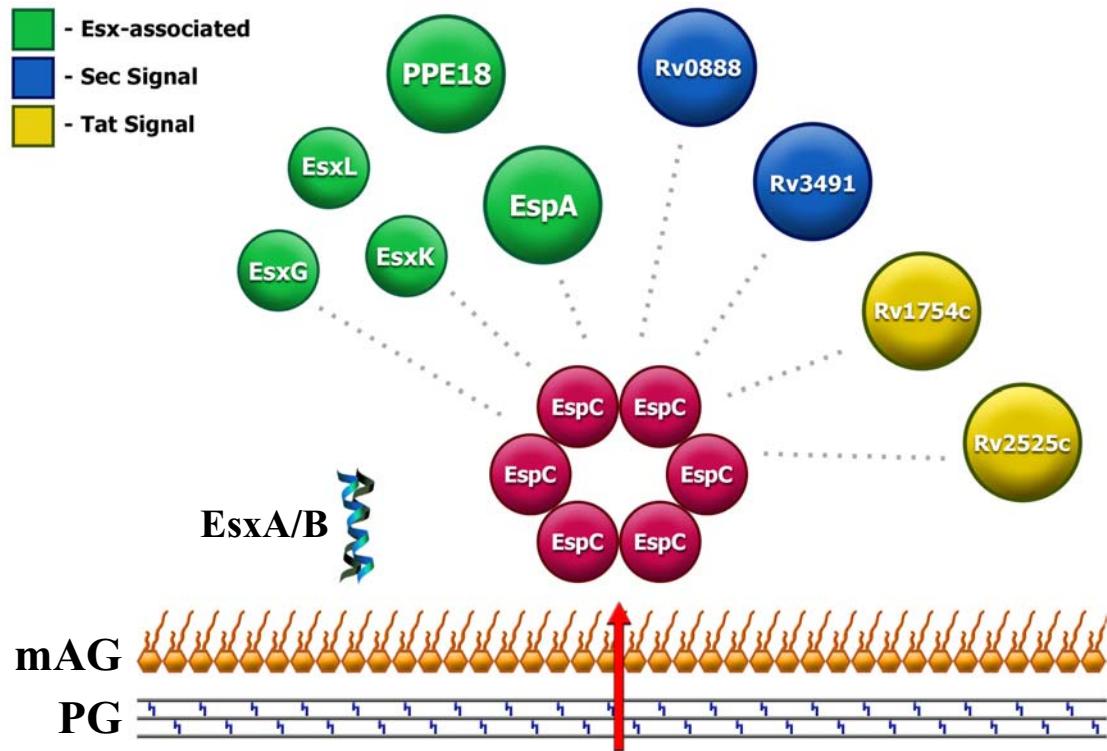 - Esx-associated
- Sec Signal
- Tat Signal
PPE18
Rv0888
EsxL
Rv3491
EspA
EsxK
EsxG
Rv1754c
EspC EspC
Rv2525c
EspC EspC
EsxA/B
EspC EspC
mAG
PG